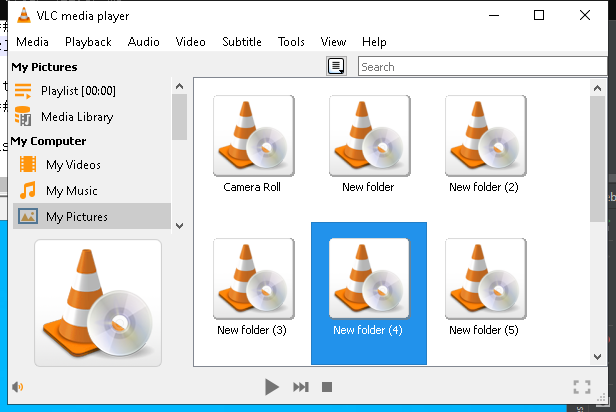 VLC media player
Media Playback Audio Video Subtitle Tools View Help
My Pictures
Search
Playlist [00:00]
Media Library
My Computer
My Videos
My Music
My Pictures
Camera Roll New folder New folder (2)
New folder (3) New folder (4) New folder (5)